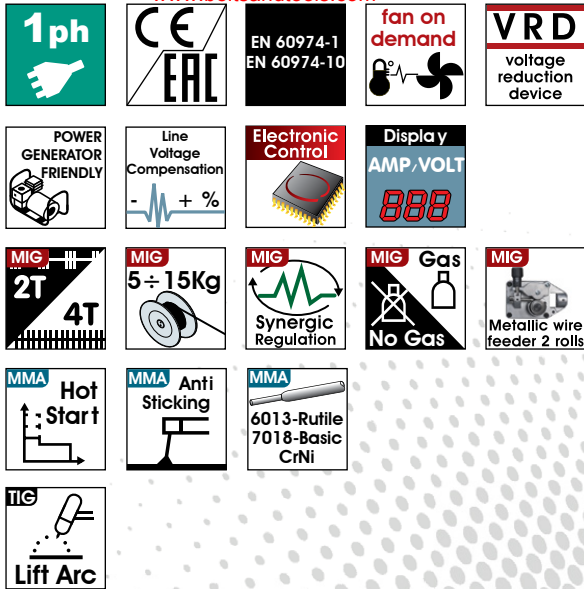 1ph
CE
EAC
EN 60974-1
EN 60974-10
fan on
demand
VRD
voltage
reduction
device
POWER
GENERATOR
FRIENDLY
Line
Voltage
Compensation
- + %
Electronic
Control
Display
AMP/VOLT
888
MIG
2T
4T
MIG
5÷15Kg
MIG
Synergic
Regulation
MIG Gas
No Gas
MIG
Metallic wire
feeder 2 rolls
MMA
Hot
Start
MMA Anti
Sticking
MMA
6013-Rutile
7018-Basic
CrNi
TIG
Lift Arc